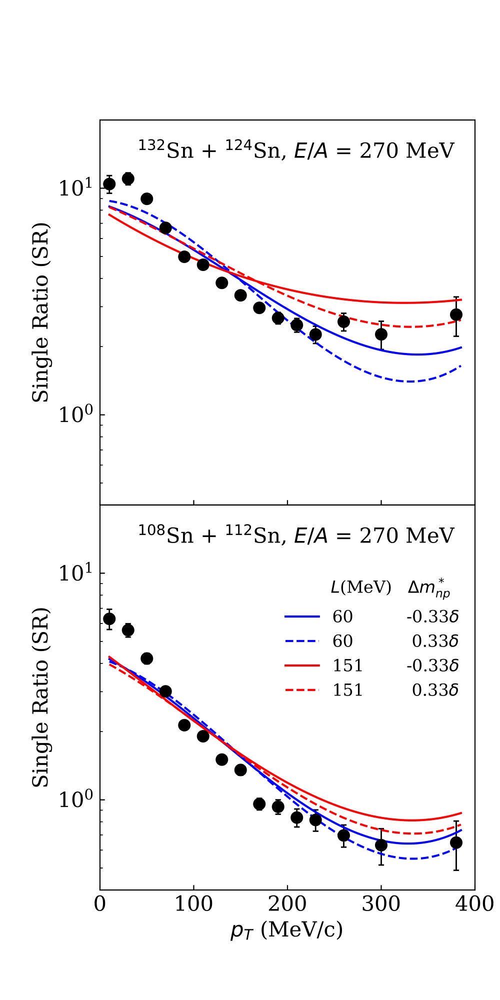 ¹³²Sn + ¹²⁴Sn, E/A = 270 MeV
10¹
Single Ratio (SR)
10⁰
¹⁰⁸Sn + ¹¹²Sn, E/A = 270 MeV
10¹
L(MeV) Δm*ₙₚ
60 -0.33δ
60 0.33δ
151 -0.33δ
151 0.33δ
Single Ratio (SR)
10⁰
0 100 200 300 400
p_T (MeV/c)